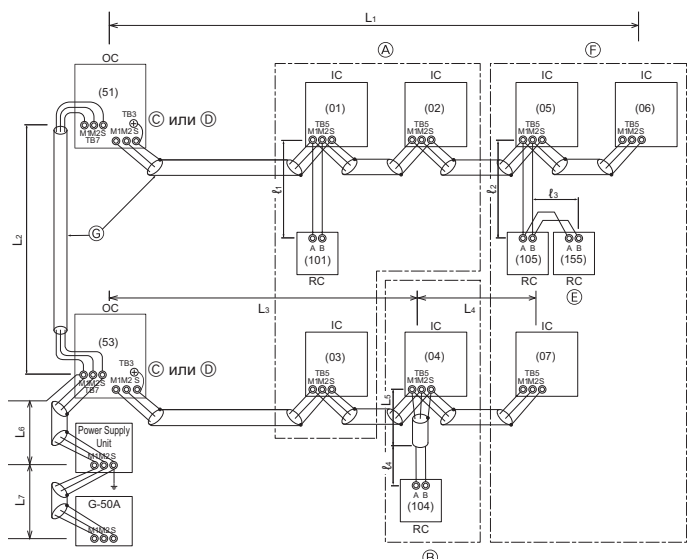 L1
OC
(51)
TB3
Ⓒ или Ⓓ
M1M2S
TB7
M1M2 S
Ⓐ
IC
(01)
TB5
M1M2S
IC
(02)
TB5
M1M2S
Ⓕ
IC
(05)
TB5
M1M2S
IC
(06)
TB5
M1M2S
ℓ1
ℓ2
ℓ3
L2
Ⓖ
A B
(101)
RC
A B
(105)
RC
A B
(155)
RC
Ⓔ
L3
L4
OC
(53)
TB3
Ⓒ или Ⓓ
M1M2S
TB7
M1M2 S
IC
(03)
TB5
M1M2S
IC
(04)
TB5
M1M2S
IC
(07)
TB5
M1M2S
L5
ℓ4
L6
Power Supply
Unit
M1M2S
L7
G-50A
M1M2S
A B
(104)
RC
Ⓑ